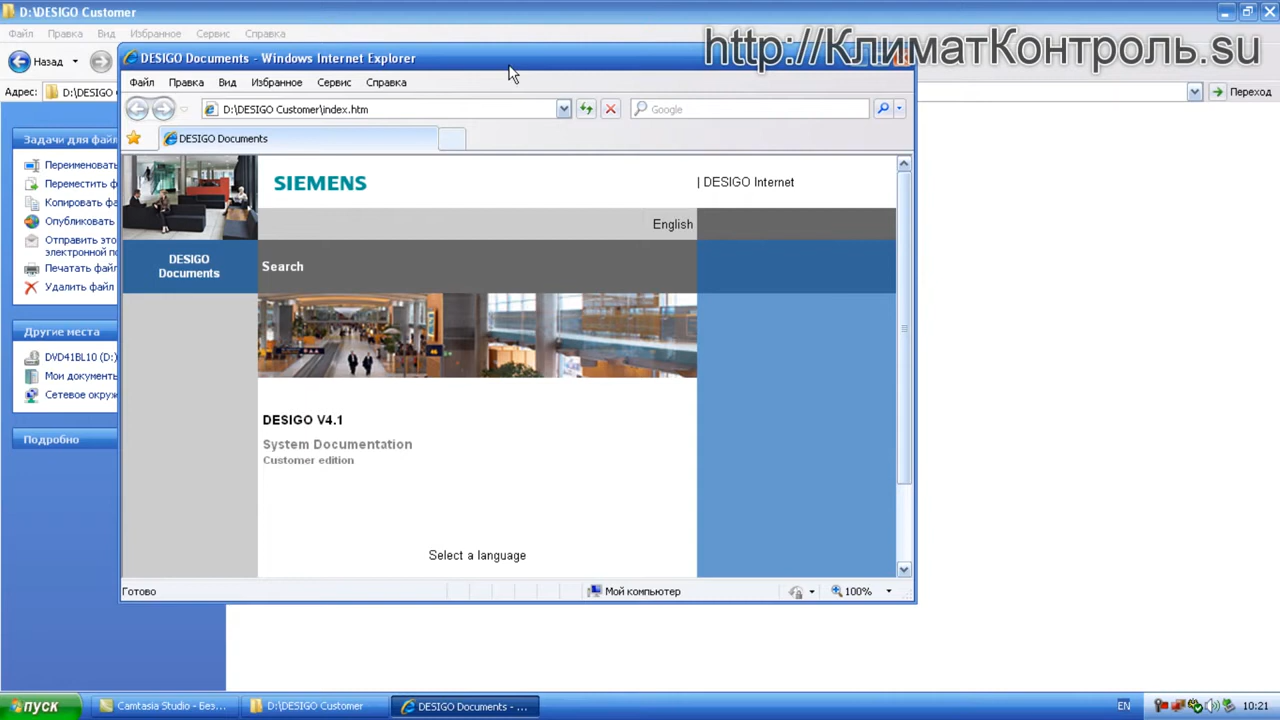 D:\DESIGO Customer
Файл Правка Вид Избранное Сервис Справка
http://КлиматКонтроль.su
Назад
Адрес: D:\DESIGO
Переход
DESIGO Documents - Windows Internet Explorer
Файл Правка Вид Избранное Сервис Справка
D:\DESIGO Customer\index.htm
Google
DESIGO Documents
Задачи для фай
Переименовать
Переместить ф
Копировать фа
Опубликовать
Отправить это
электронной по
Печатать файл
Удалить файл
Другие места
DVD41BL10 (D:)
Мои документы
Сетевое окруж
Подробно
SIEMENS
| DESIGO Internet
English
DESIGO
Documents
Search
DESIGO V4.1
System Documentation
Customer edition
Select a language
Готово
Мой компьютер
100%
пуск
Camtasia Studio - Без...
D:\DESIGO Customer
DESIGO Documents - ...
EN
10:21